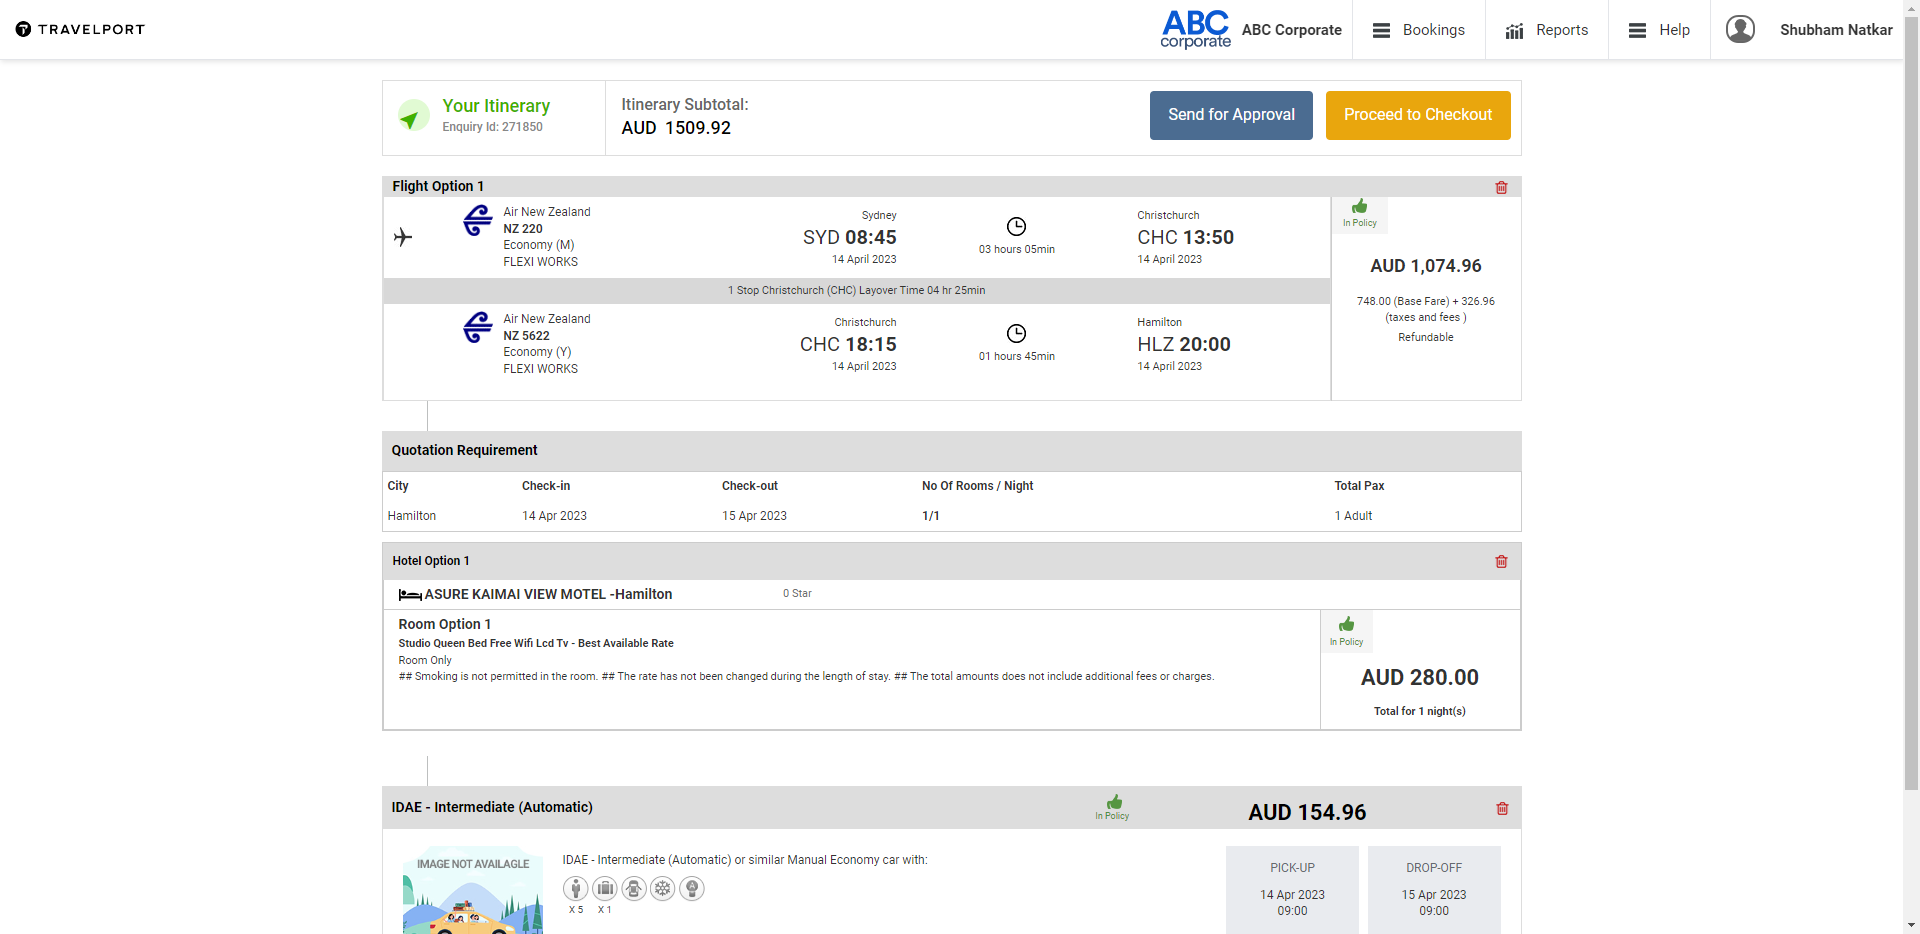 TRAVELPORT
ABC
corporate
ABC Corporate
Bookings
Reports
Help
Shubham Natkar
Your Itinerary
Enquiry Id: 271850
Itinerary Subtotal:
AUD 1509.92
Send for Approval
Proceed to Checkout
Flight Option 1
Air New Zealand
NZ 220
Economy (M)
FLEXI WORKS
Sydney
SYD 08:45
14 April 2023
03 hours 05min
Christchurch
CHC 13:50
14 April 2023
In Policy
AUD 1,074.96
748.00 (Base Fare) + 326.96
(taxes and fees )
Refundable
1 Stop Christchurch (CHC) Layover Time 04 hr 25min
Air New Zealand
NZ 5622
Economy (Y)
FLEXI WORKS
Christchurch
CHC 18:15
14 April 2023
01 hours 45min
Hamilton
HLZ 20:00
14 April 2023
Quotation Requirement
City Check-in Check-out No Of Rooms / Night Total Pax
Hamilton 14 Apr 2023 15 Apr 2023 1/1 1 Adult
Hotel Option 1
ASURE KAIMAI VIEW MOTEL -Hamilton 0 Star
Room Option 1
Studio Queen Bed Free Wifi Lcd Tv - Best Available Rate
Room Only
## Smoking is not permitted in the room. ## The rate has not been changed during the length of stay. ## The total amounts does not include additional fees or charges.
In Policy
AUD 280.00
Total for 1 night(s)
IDAE - Intermediate (Automatic)
In Policy
AUD 154.96
IMAGE NOT AVAILAGLE
IDAE - Intermediate (Automatic) or similar Manual Economy car with:
X 5 X 1
PICK-UP
14 Apr 2023
09:00
DROP-OFF
15 Apr 2023
09:00